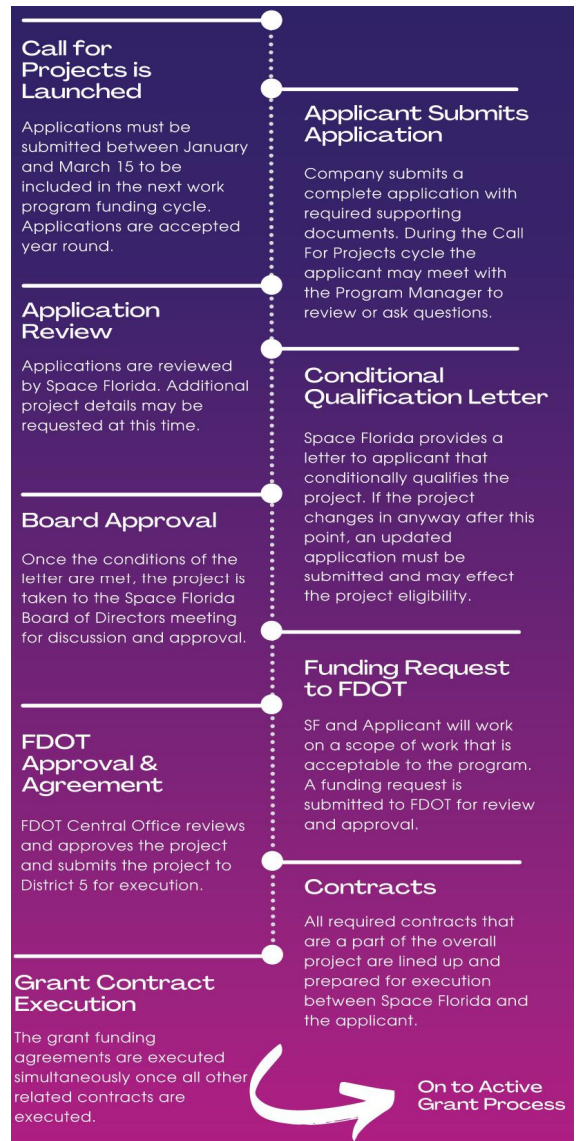 Call for
Projects is
Launched
Applications must be
submitted between January
and March 15 to be
included in the next work
program funding cycle.
Applications are accepted
year round.
Applicant Submits
Application
Company submits a
complete application with
required supporting
documents. During the Call
For Projects cycle the
applicant may meet with
the Program Manager to
review or ask questions.
Application
Review
Applications are reviewed
by Space Florida. Additional
project details may be
requested at this time.
Conditional
Qualification Letter
Space Florida provides a
letter to applicant that
conditionally qualifies the
project. If the project
changes in anyway after this
point, an updated
application must be
submitted and may effect
the project eligibility.
Board Approval
Once the conditions of the
letter are met, the project is
taken to the Space Florida
Board of Directors meeting
for discussion and approval.
Funding Request
to FDOT
SF and Applicant will work
on a scope of work that is
acceptable to the program.
A funding request is
submitted to FDOT for review
and approval.
FDOT
Approval &
Agreement
FDOT Central Office reviews
and approves the project
and submits the project to
District 5 for execution.
Contracts
All required contracts that
are a part of the overall
project are lined up and
prepared for execution
between Space Florida and
the applicant.
Grant Contract
Execution
The grant funding
agreements are executed
simultaneously once all other
related contracts are
executed.
On to Active
Grant Process